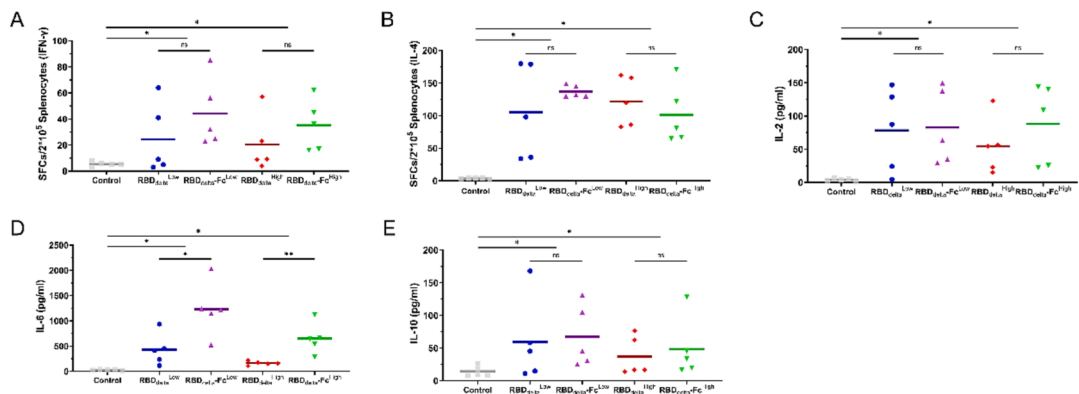 A
SFCs/2*10⁵ Splenocytes (IFN-γ)
100
80
60
40
20
0
*
*
ns
ns
Control
RBDdelta Low
RBDdelta-Fc Low
RBDdelta High
RBDdelta-Fc High
B
SFCs/2*10⁵ Splenocytes (IL-4)
200
150
100
50
0
*
*
ns
ns
Control
RBDdelta Low
RBDdelta-Fc Low
RBDdelta High
RBDdelta-Fc High
C
IL-2 (pg/ml)
200
150
100
50
0
*
*
ns
ns
Control
RBDdelta Low
RBDdelta-Fc Low
RBDdelta High
RBDdelta-Fc High
D
IL-6 (pg/ml)
2500
2000
1500
1000
500
0
*
*
*
**
Control
RBDdelta Low
RBDdelta-Fc Low
RBDdelta High
RBDdelta-Fc High
E
IL-10 (pg/ml)
200
150
100
50
0
*
*
ns
ns
Control
RBDdelta Low
RBDdelta-Fc Low
RBDdelta High
RBDdelta-Fc High